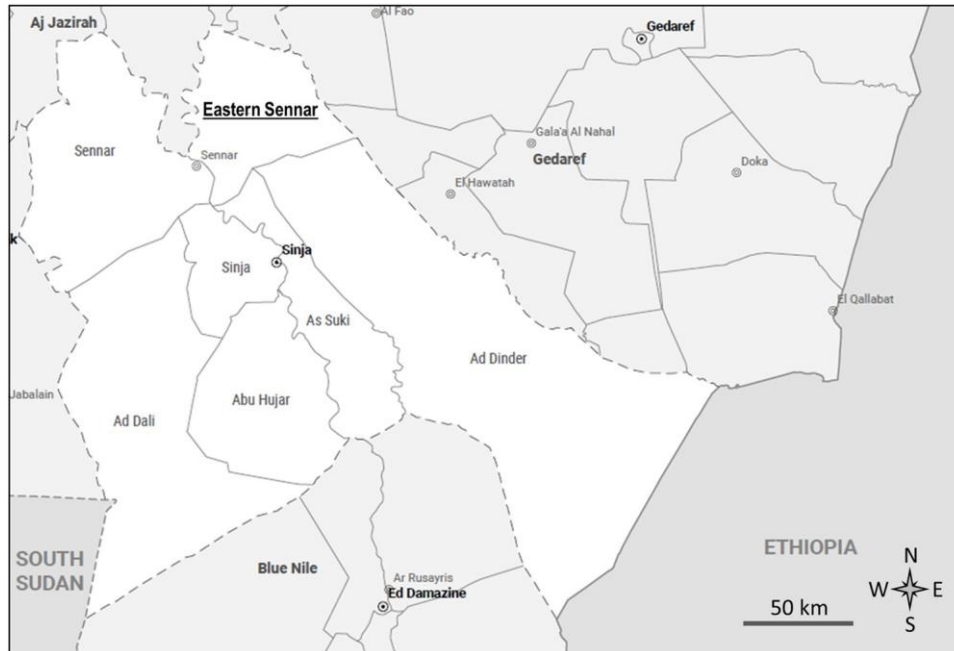 Aj Jazirah
Al Fao
Gedaref
Eastern Sennar
Sennar
Sennar
Gala'a Al Nahal
Gedaref
Doka
El Hawatah
k
Sinja
Sinja
El Qallabat
As Suki
Ad Dinder
Jabalain
Abu Hujar
Ad Dali
SOUTH
SUDAN
Blue Nile
ETHIOPIA
Ar Rusayris
Ed Damazine
50 km
N
W
E
S